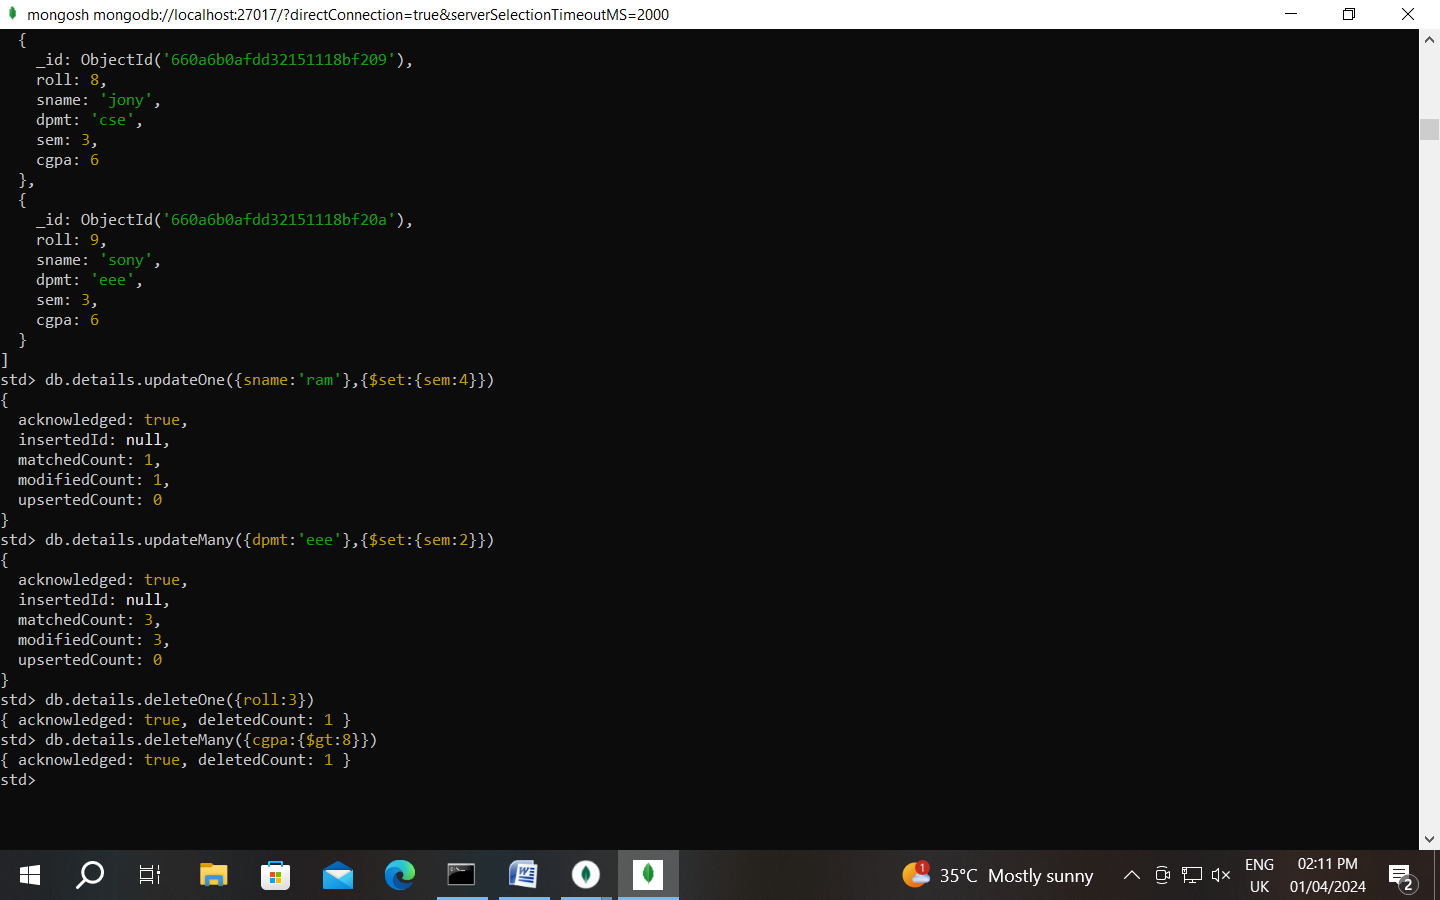 mongosh mongodb://localhost:27017/?directConnection=true&serverSelectionTimeoutMS=2000
  {
    _id: ObjectId('660a6b0afdd32151118bf209'),
    roll: 8,
    sname: 'jony',
    dpmt: 'cse',
    sem: 3,
    cgpa: 6
  },
  {
    _id: ObjectId('660a6b0afdd32151118bf20a'),
    roll: 9,
    sname: 'sony',
    dpmt: 'eee',
    sem: 3,
    cgpa: 6
  }
]
std> db.details.updateOne({sname:'ram'},{$set:{sem:4}})
{
  acknowledged: true,
  insertedId: null,
  matchedCount: 1,
  modifiedCount: 1,
  upsertedCount: 0
}
std> db.details.updateMany({dpmt:'eee'},{$set:{sem:2}})
{
  acknowledged: true,
  insertedId: null,
  matchedCount: 3,
  modifiedCount: 3,
  upsertedCount: 0
}
std> db.details.deleteOne({roll:3})
{ acknowledged: true, deletedCount: 1 }
std> db.details.deleteMany({cgpa:{$gt:8}})
{ acknowledged: true, deletedCount: 1 }
std>
1
35°C Mostly sunny
ENG
UK
02:11 PM
01/04/2024
2